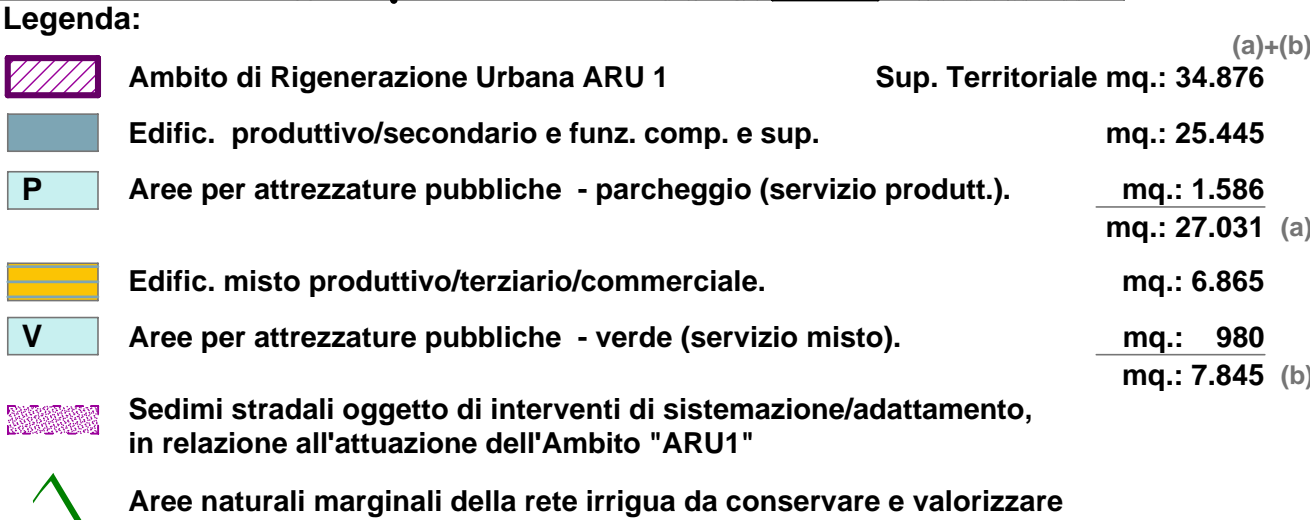 Legenda:
(a)+(b)
Ambito di Rigenerazione Urbana ARU 1 Sup. Territoriale mq.: 34.876
Edific. produttivo/secondario e funz. comp. e sup. mq.: 25.445
P Aree per attrezzature pubbliche - parcheggio (servizio produtt.). mq.: 1.586
mq.: 27.031 (a)
Edific. misto produttivo/terziario/commerciale. mq.: 6.865
V Aree per attrezzature pubbliche - verde (servizio misto). mq.: 980
mq.: 7.845 (b)
Sedimi stradali oggetto di interventi di sistemazione/adattamento,
in relazione all'attuazione dell'Ambito "ARU1"
Aree naturali marginali della rete irrigua da conservare e valorizzare